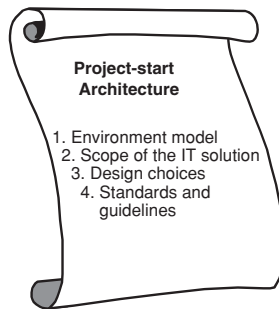 Project-start
Architecture
1. Environment model
2. Scope of the IT solution
3. Design choices
4. Standards and
guidelines